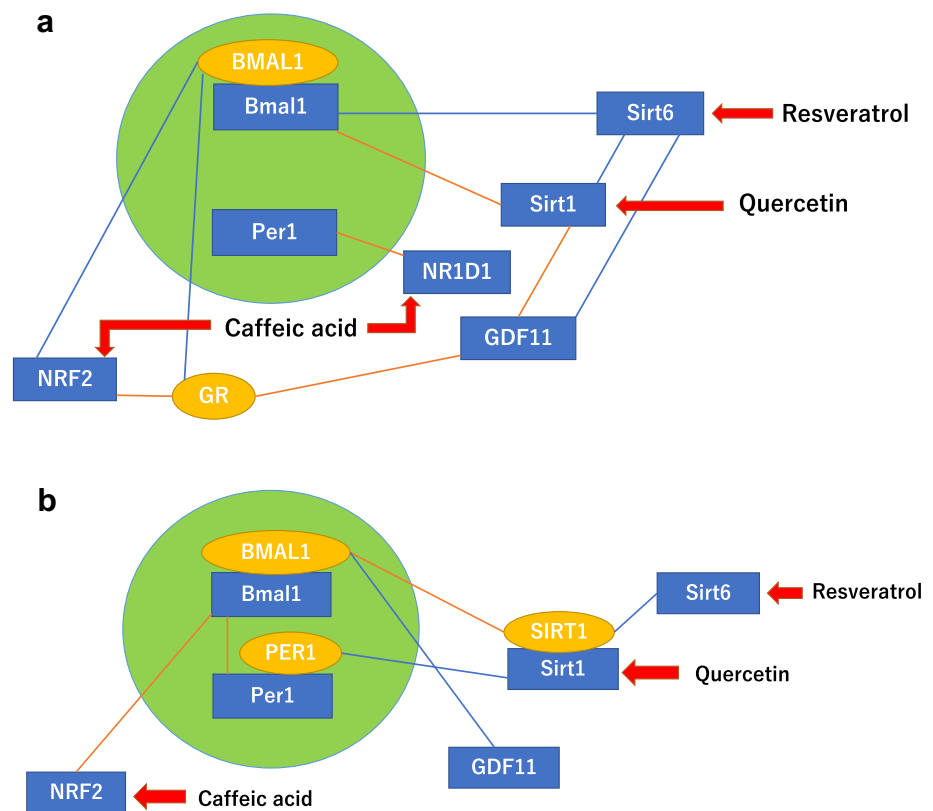 a
BMAL1
Bmal1
Sirt6
Resveratrol
Sirt1
Quercetin
Per1
NR1D1
Caffeic acid
GDF11
NRF2
GR
b
BMAL1
Bmal1
Sirt6
Resveratrol
SIRT1
PER1
Sirt1
Quercetin
Per1
GDF11
NRF2
Caffeic acid